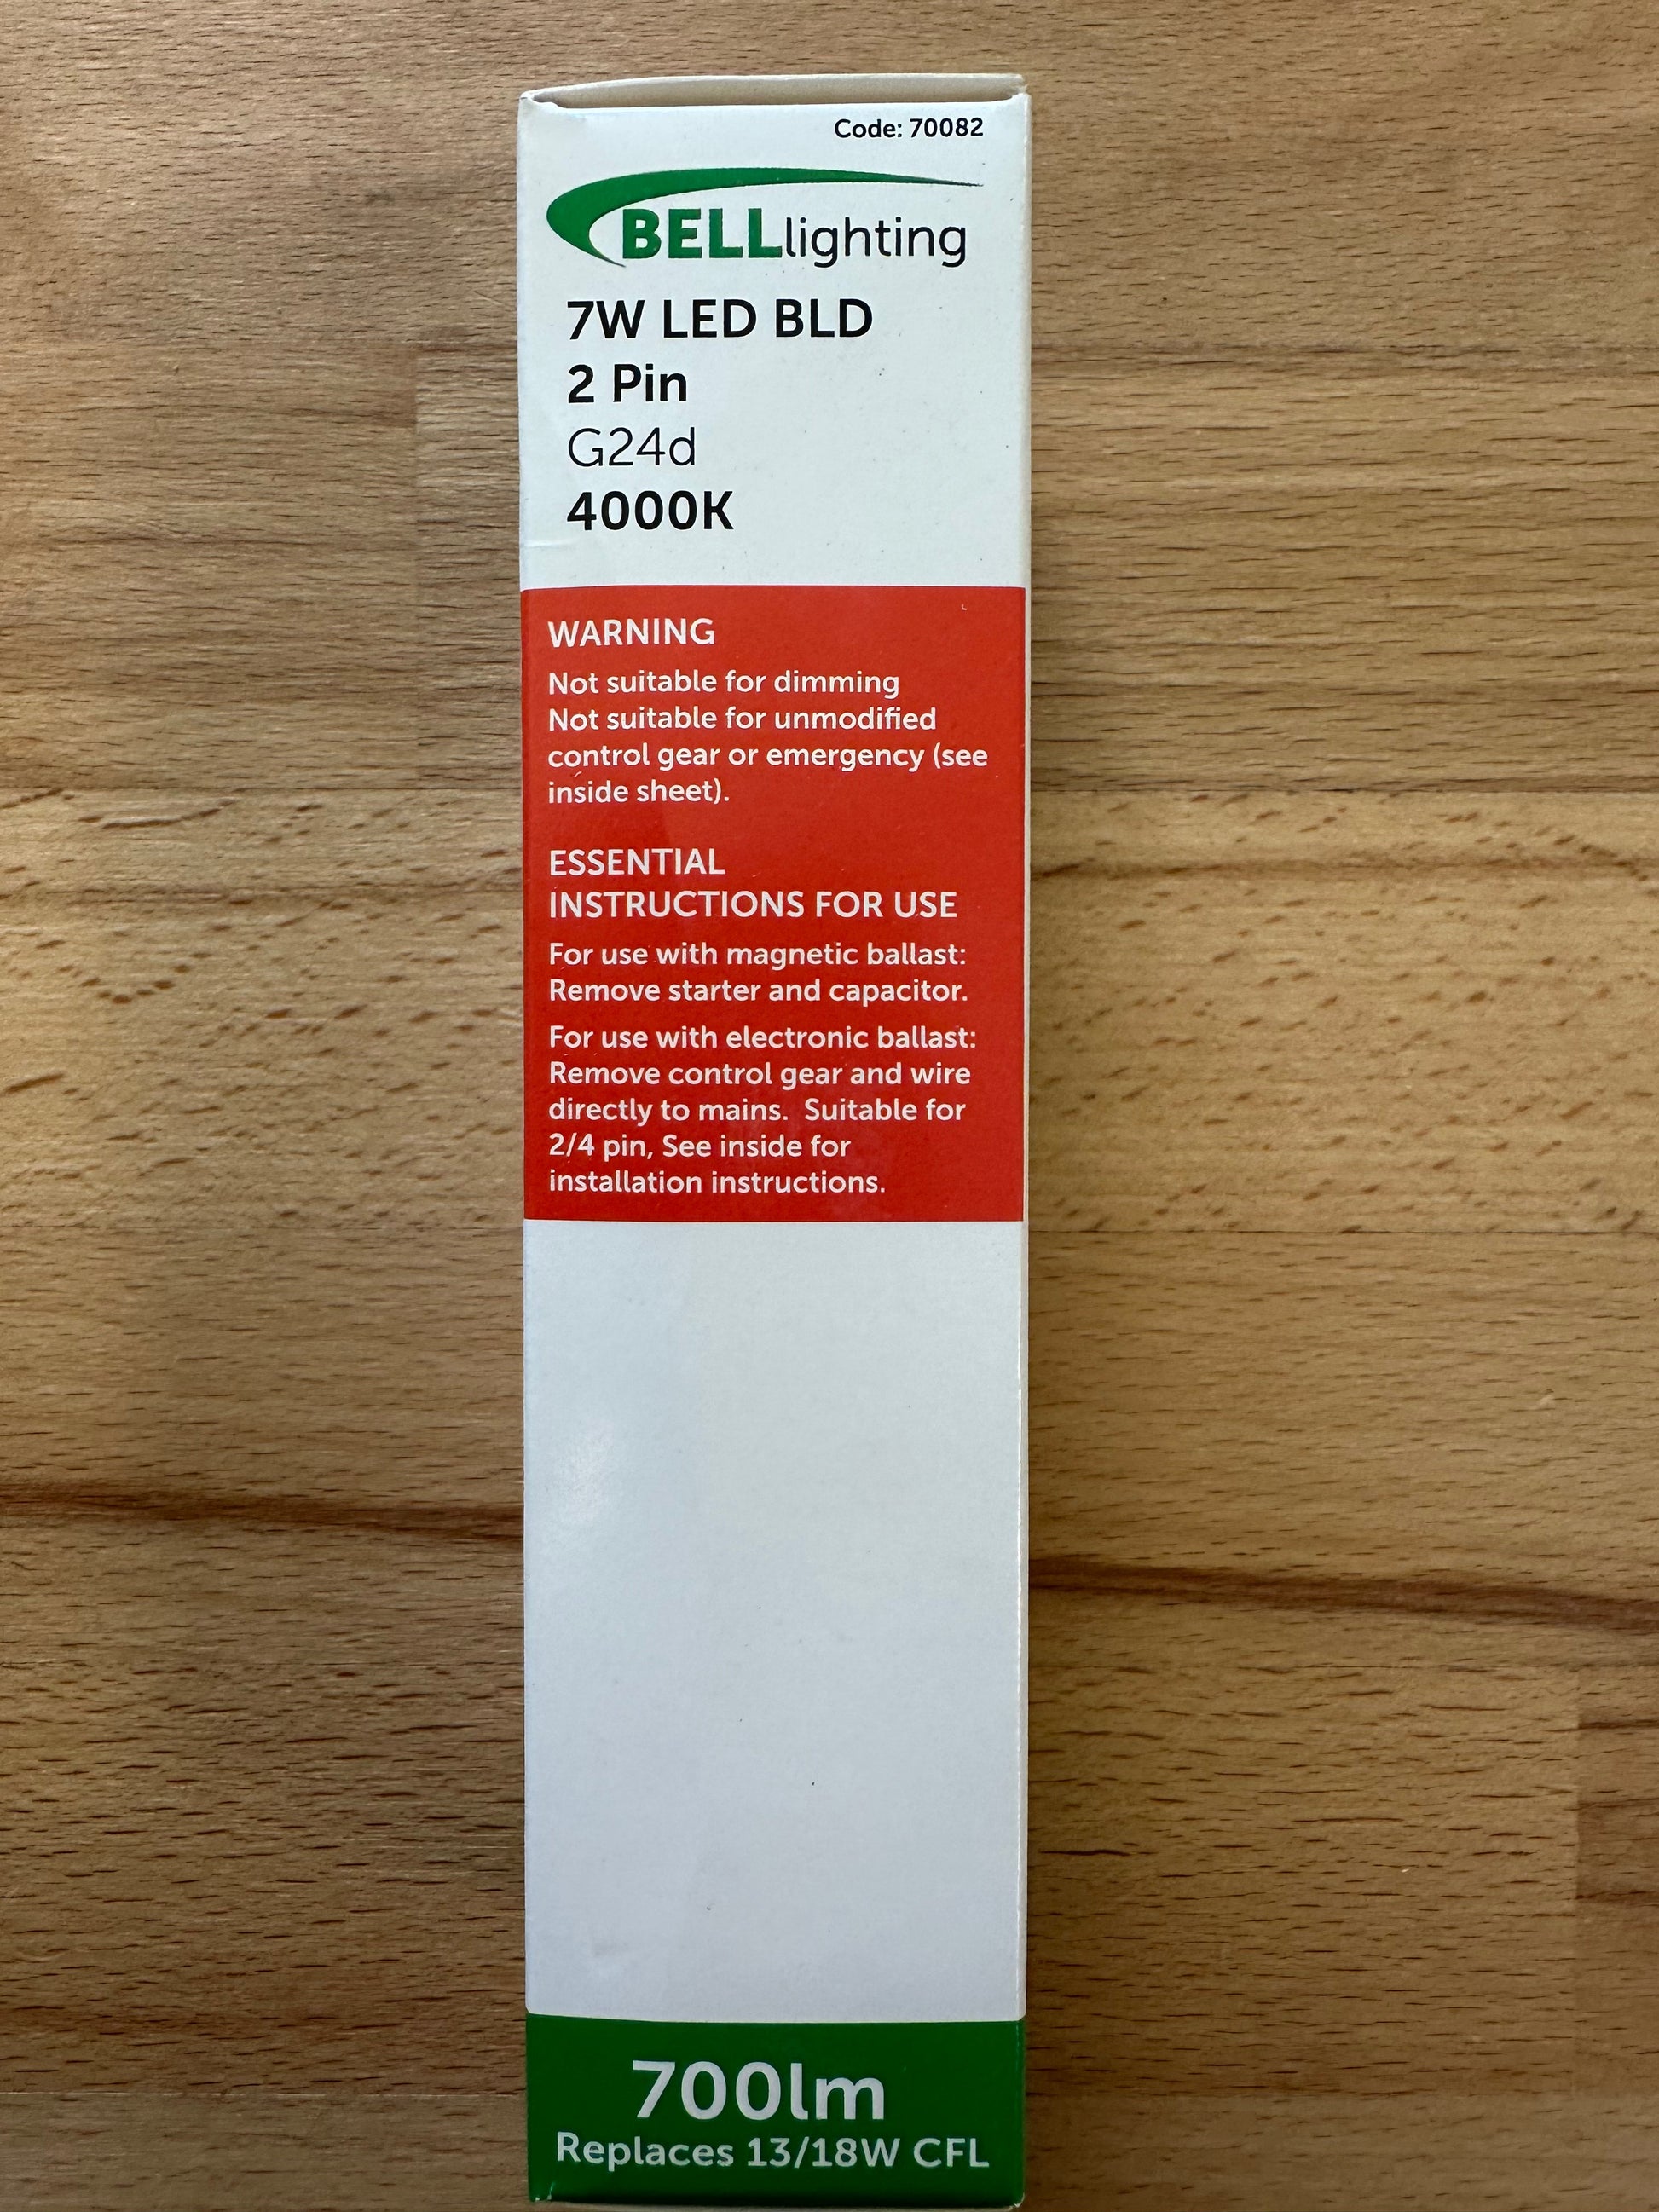 Code: 70082
BELLlighting
7W LED BLD
2 Pin
G24d
4000K
WARNING
Not suitable for dimming
Not suitable for unmodified
control gear or emergency (see
inside sheet).
ESSENTIAL
INSTRUCTIONS FOR USE
For use with magnetic ballast:
Remove starter and capacitor.
For use with electronic ballast:
Remove control gear and wire
directly to mains.  Suitable for
2/4 pin, See inside for
installation instructions.
700lm
Replaces 13/18W CFL